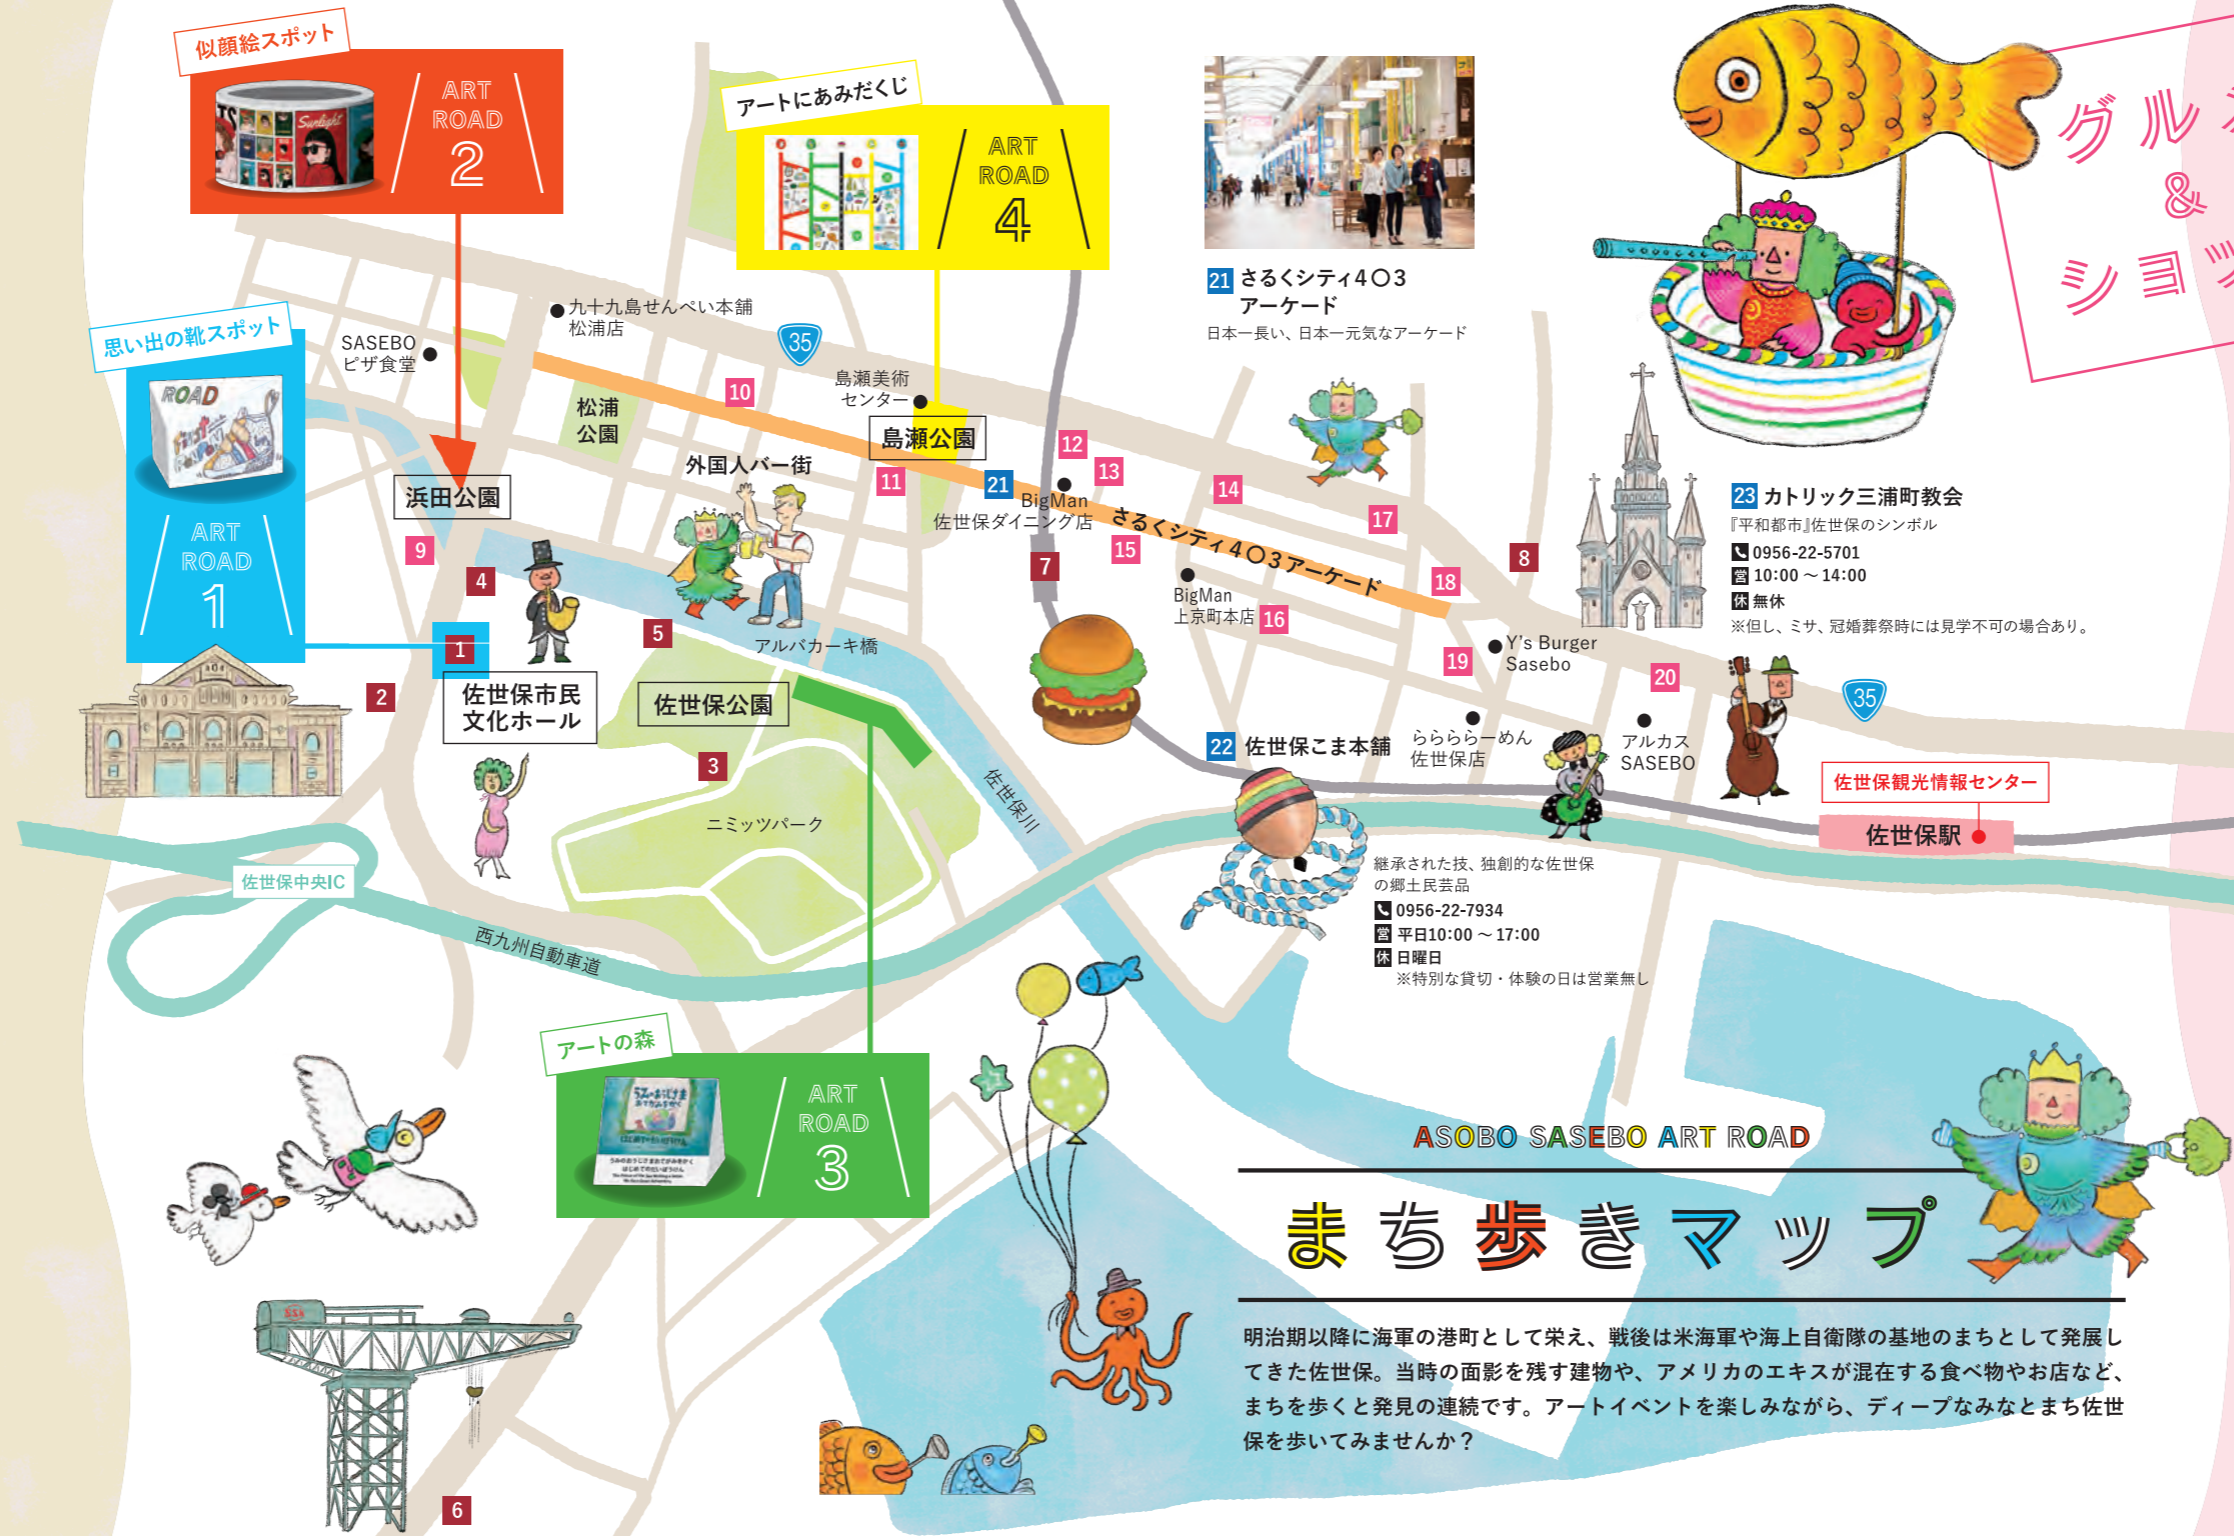 似顔絵スポット
ART
ROAD
2
Sunlight
アートにあみだくじ
ART
ROAD
4
21 さるくシティ4〇3
アーケード
日本一長い、日本一元気なアーケード
グルメ
&
ショッ
思い出の靴スポット
ROAD
ART
ROAD
1
SASEBO
ピザ食堂
九十九島せんぺい本舗
松浦店
35
松浦
公園
10
島瀬美術
センター
島瀬公園
外国人バー街
11
21
12
13
BigMan
佐世保ダイニング店
さるくシティ4〇3アーケード
14
15
17
18
8
7
浜田公園
9
4
BigMan
上京町本店
16
Y's Burger
Sasebo
19
20
35
23 カトリック三浦町教会
『平和都市』佐世保のシンボル
0956-22-5701
営 10:00 ～ 14:00
休 無休
※但し、ミサ、冠婚葬祭時には見学不可の場合あり。
1
佐世保市民
文化ホール
2
5
アルバカーキ橋
佐世保公園
3
ニミッツパーク
佐世保川
22 佐世保こま本舗
継承された技、独創的な佐世保
の郷土民芸品
0956-22-7934
営 平日10:00 ～ 17:00
休 日曜日
※特別な貸切・体験の日は営業無し
らららららーめん
佐世保店
アルカス
SASEBO
佐世保観光情報センター
佐世保駅
佐世保中央IC
西九州自動車道
アートの森
ART
ROAD
3
6
ASOBO SASEBO ART ROAD
まち歩きマップ
明治期以降に海軍の港町として栄え、戦後は米海軍や海上自衛隊の基地のまちとして発展し
てきた佐世保。当時の面影を残す建物や、アメリカのエキスが混在する食べ物やお店など、
まちを歩くと発見の連続です。アートイベントを楽しみながら、ディープなみなとまち佐世
保を歩いてみませんか？